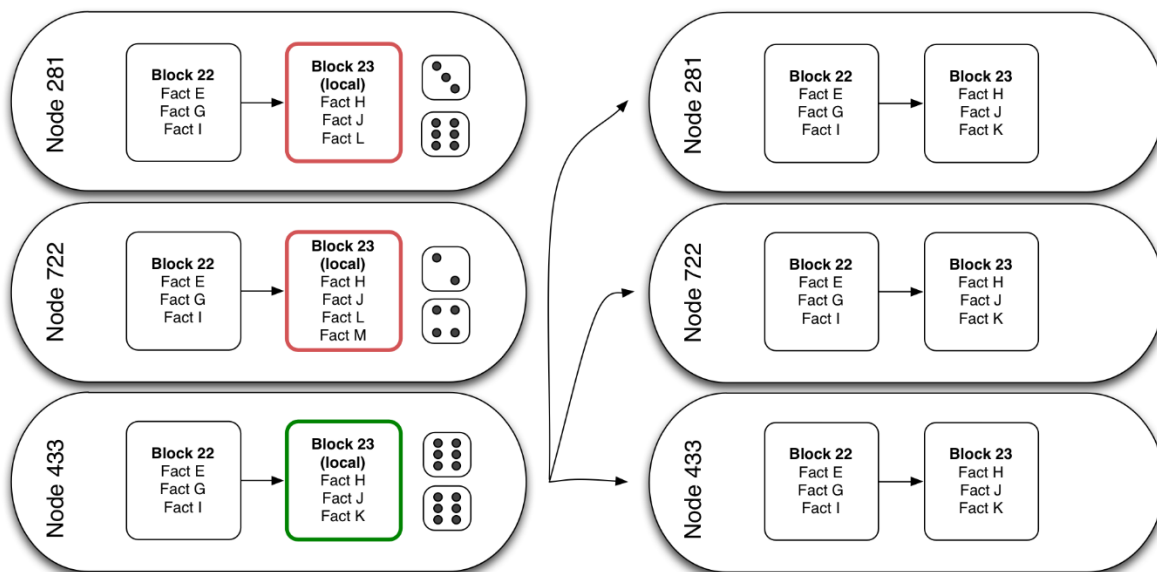 Node 281
Block 22
Fact E
Fact G
Fact I
Block 23
(local)
Fact H
Fact J
Fact L
Node 722
Block 22
Fact E
Fact G
Fact I
Block 23
(local)
Fact H
Fact J
Fact L
Fact M
Node 433
Block 22
Fact E
Fact G
Fact I
Block 23
(local)
Fact H
Fact J
Fact K
Node 281
Block 22
Fact E
Fact G
Fact I
Block 23
Fact H
Fact J
Fact K
Node 722
Block 22
Fact E
Fact G
Fact I
Block 23
Fact H
Fact J
Fact K
Node 433
Block 22
Fact E
Fact G
Fact I
Block 23
Fact H
Fact J
Fact K